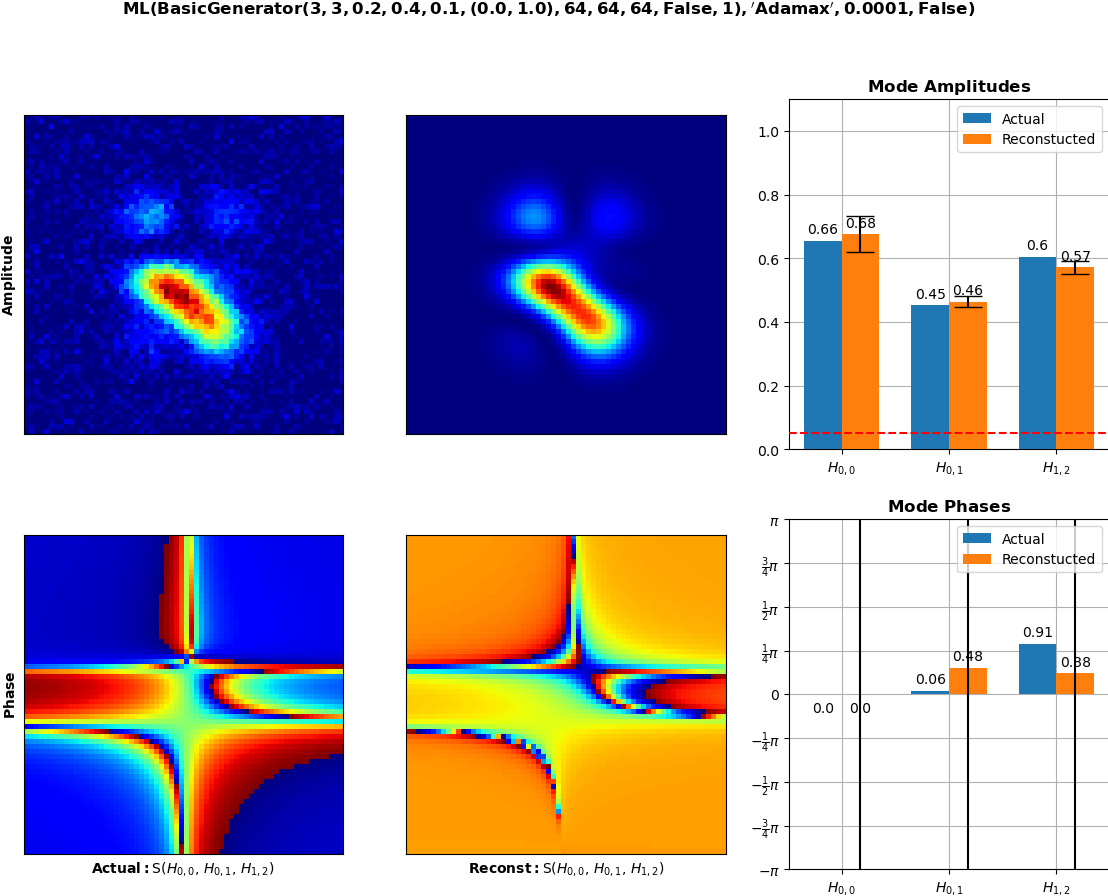 ML(BasicGenerator(3, 3, 0.2, 0.4, 0.1, (0.0, 1.0), 64, 64, 64, False, 1), ′Adamax′, 0.0001, False)
Amplitude
Mode Amplitudes
Actual
Reconstucted
1.0
0.8
0.6
0.4
0.2
0.0
0.66
0.68
0.45
0.46
0.6
0.57
H0,0
H0,1
H1,2
Phase
Actual: S(H0,0, H0,1, H1,2)
Reconst: S(H0,0, H0,1, H1,2)
Mode Phases
Actual
Reconstucted
π
3/4π
1/2π
1/4π
0
−1/4π
−1/2π
−3/4π
−π
0.0
0.0
0.06
0.48
0.91
0.38
H0,0
H0,1
H1,2